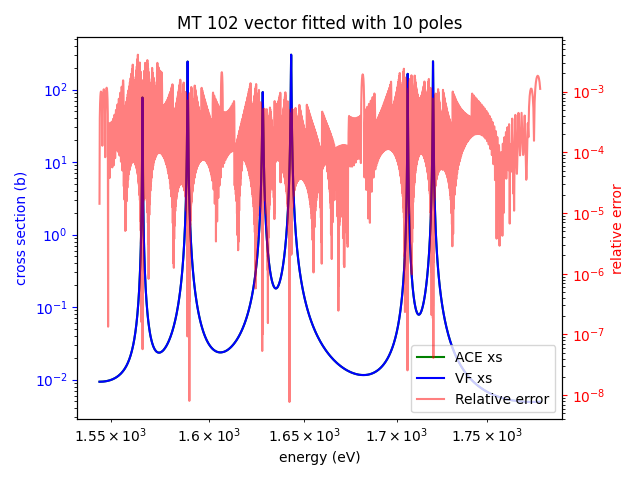 MT 102 vector fitted with 10 poles
cross section (b)
10²
10¹
10⁰
10⁻¹
10⁻²
relative error
10⁻³
10⁻⁴
10⁻⁵
10⁻⁶
10⁻⁷
10⁻⁸
ACE xs
VF xs
Relative error
1.55 × 10³ 1.6 × 10³ 1.65 × 10³ 1.7 × 10³ 1.75 × 10³
energy (eV)